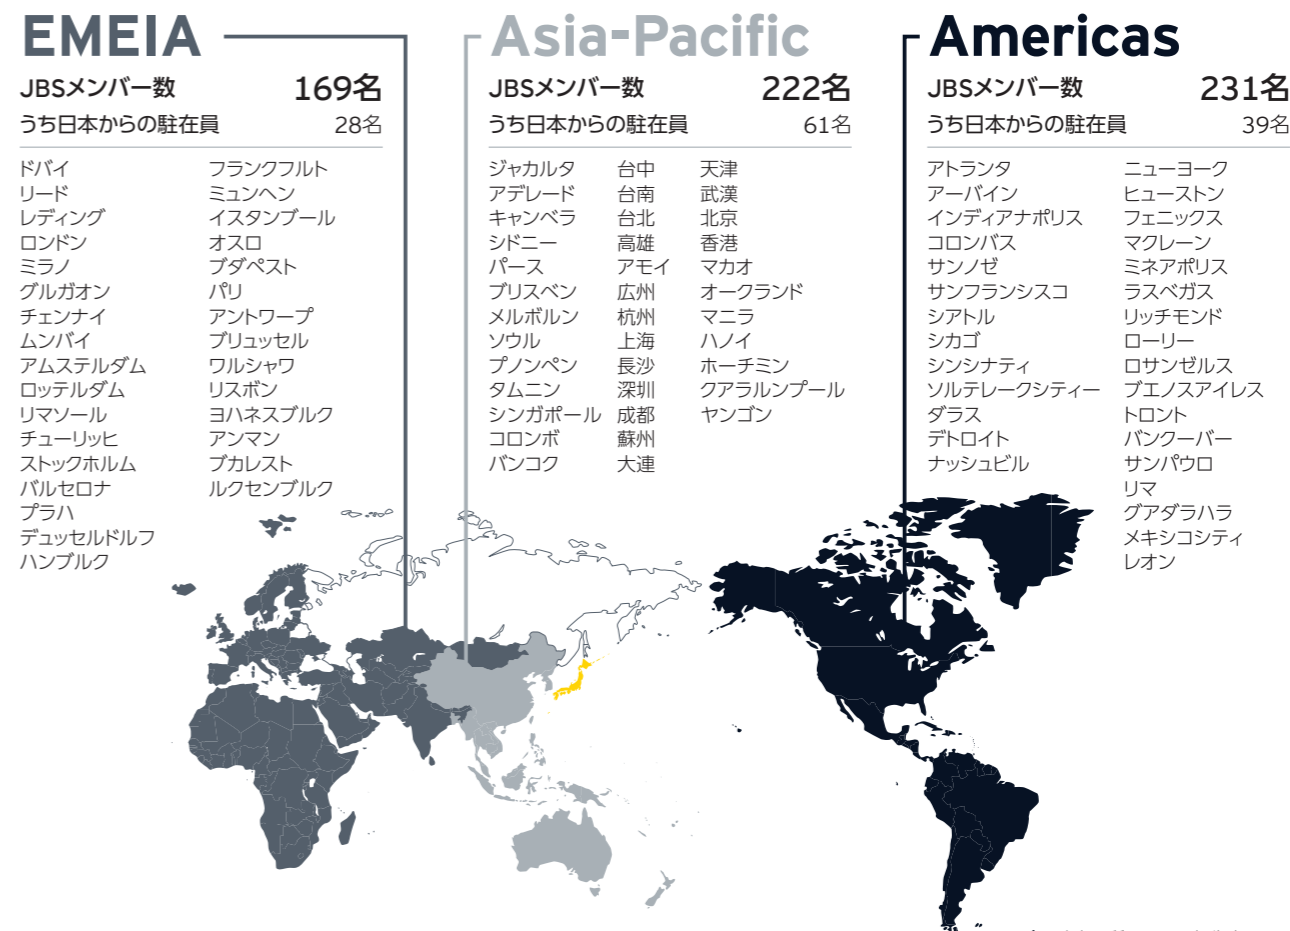 EMEIA
JBSメンバー数 169名
うち日本からの駐在員 28名
ドバイ
リード
レディング
ロンドン
ミラノ
グルガオン
チェンナイ
ムンバイ
アムステルダム
ロッテルダム
リマソール
チューリッヒ
ストックホルム
バルセロナ
プラハ
デュッセルドルフ
ハンブルク
フランクフルト
ミュンヘン
イスタンブール
オスロ
ブダペスト
パリ
アントワープ
ブリュッセル
ワルシャワ
リスボン
ヨハネスブルク
アンマン
ブカレスト
ルクセンブルク
Asia-Pacific
JBSメンバー数 222名
うち日本からの駐在員 61名
ジャカルタ
アデレード
キャンベラ
シドニー
パース
ブリスベン
メルボルン
ソウル
プノンペン
タムニン
シンガポール
コロンボ
バンコク
台中
台南
台北
高雄
アモイ
広州
杭州
上海
長沙
深圳
成都
蘇州
大連
天津
武漢
北京
香港
マカオ
オークランド
マニラ
ハノイ
ホーチミン
クアラルンプール
ヤンゴン
Americas
JBSメンバー数 231名
うち日本からの駐在員 39名
アトランタ
アーバイン
インディアナポリス
コロンバス
サンノゼ
サンフランシスコ
シアトル
シカゴ
シンシナティ
ソルテレークシティー
ダラス
デトロイト
ナッシュビル
ニューヨーク
ヒューストン
フェニックス
マクレーン
ミネアポリス
ラスベガス
リッチモンド
ローリー
ロサンゼルス
ブエノスアイレス
トロント
バンクーバー
サンパウロ
リマ
グアダラハラ
メキシコシティ
レオン